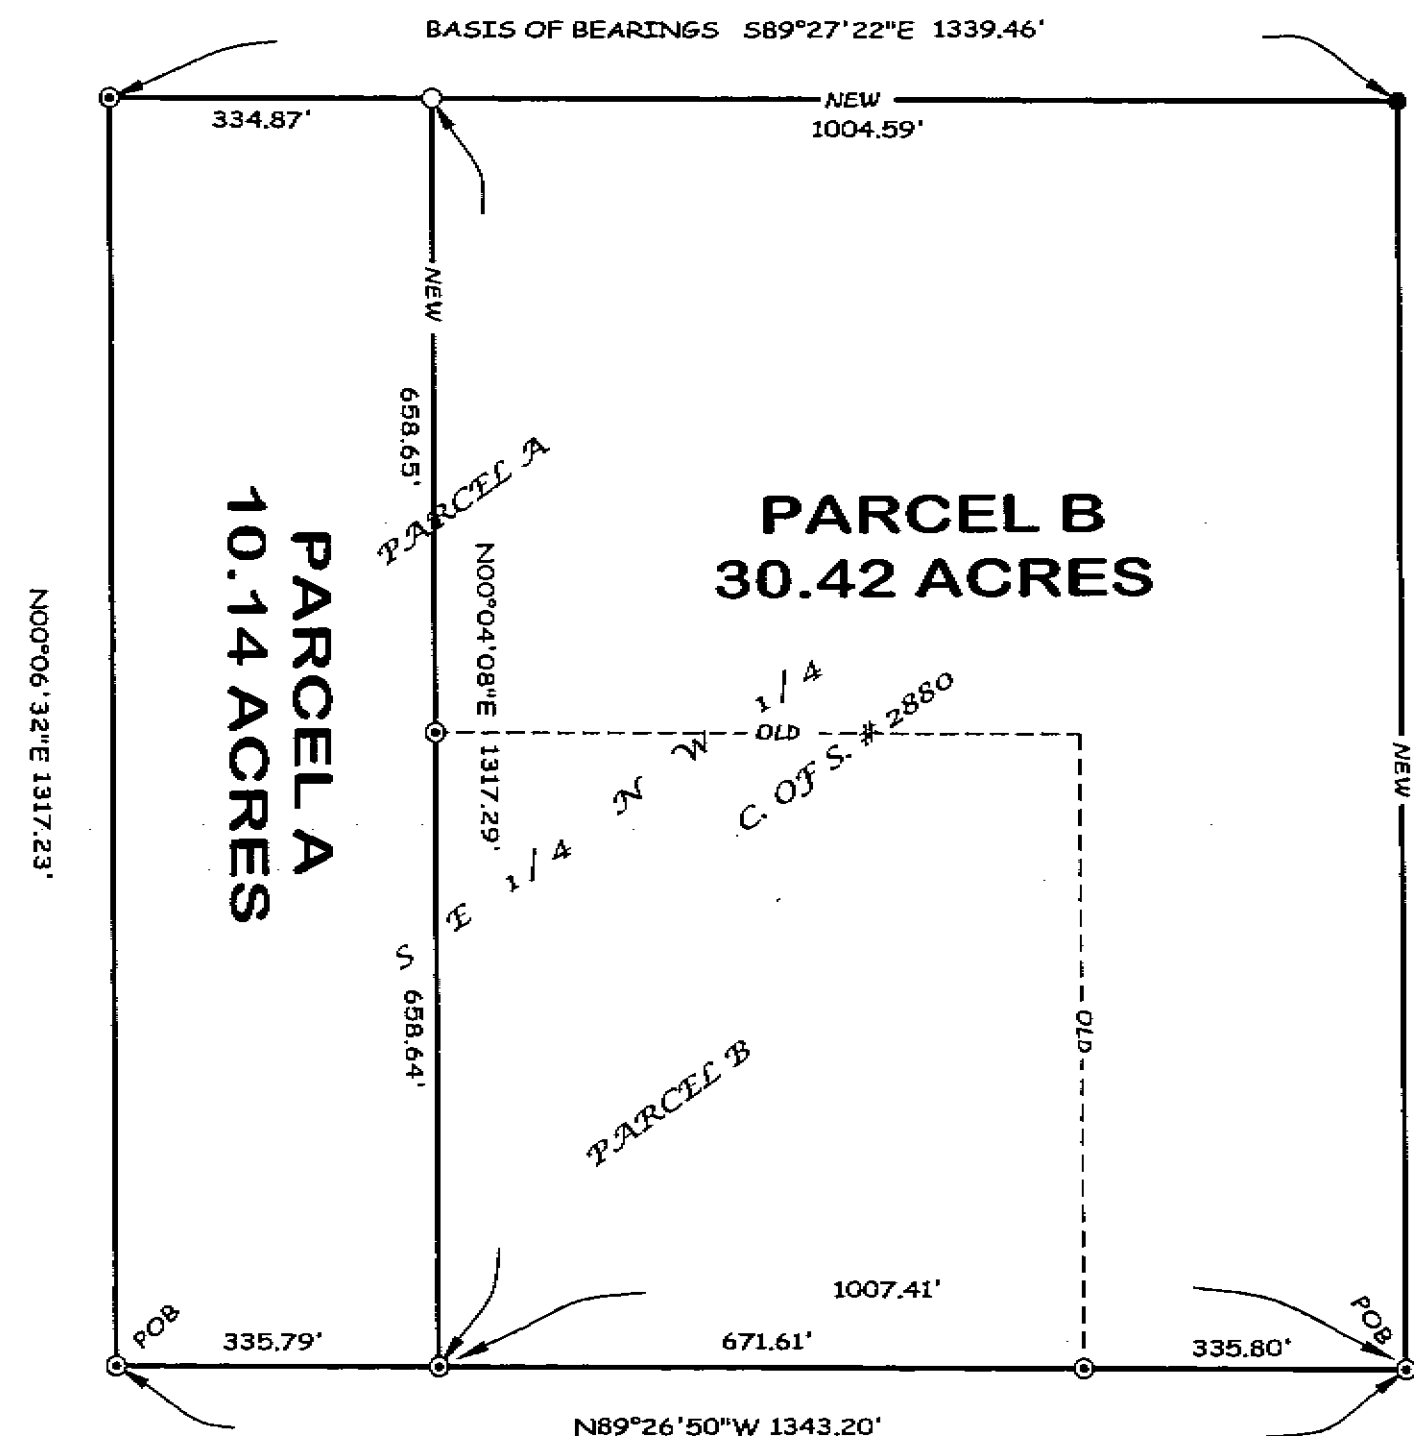 BASIS OF BEARINGS S89°27'22"E 1339.46'
334.87'
NEW
1004.59'
NEW
658.65'
PARCEL A
PARCEL B
30.42 ACRES
PARCEL A
10.14 ACRES
N00°06'32"E 1317.23'
N00°04'08"E 1317.29'
OLD
SE 1/4 NW 1/4
C. OF S. # 2880
NEW
658.64'
OLD
PARCEL B
1007.41'
POB
POB
335.79'
671.61'
335.80'
N89°26'50"W 1343.20'